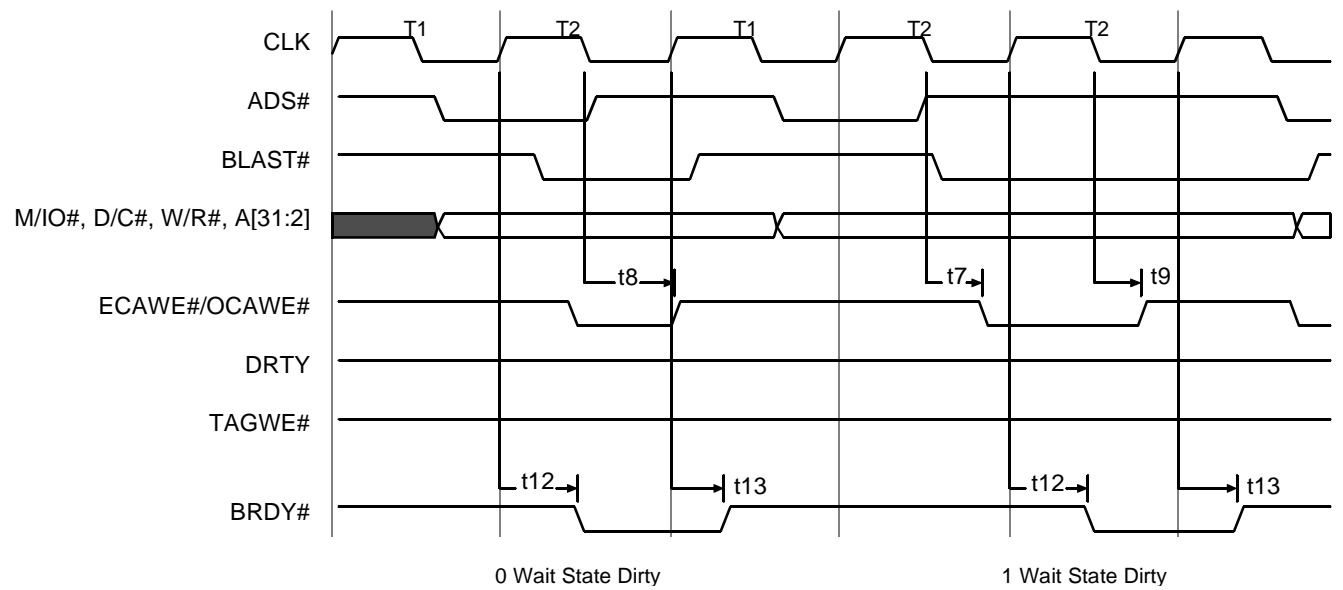 T1 T2 T1 T2 T2
CLK
ADS#
BLAST#
M/IO#, D/C#, W/R#, A[31:2]
t8 t7 t9
ECAWE#/OCAWE#
DRTY
TAGWE#
t12 t13 t12 t13
BRDY#
0 Wait State Dirty 1 Wait State Dirty